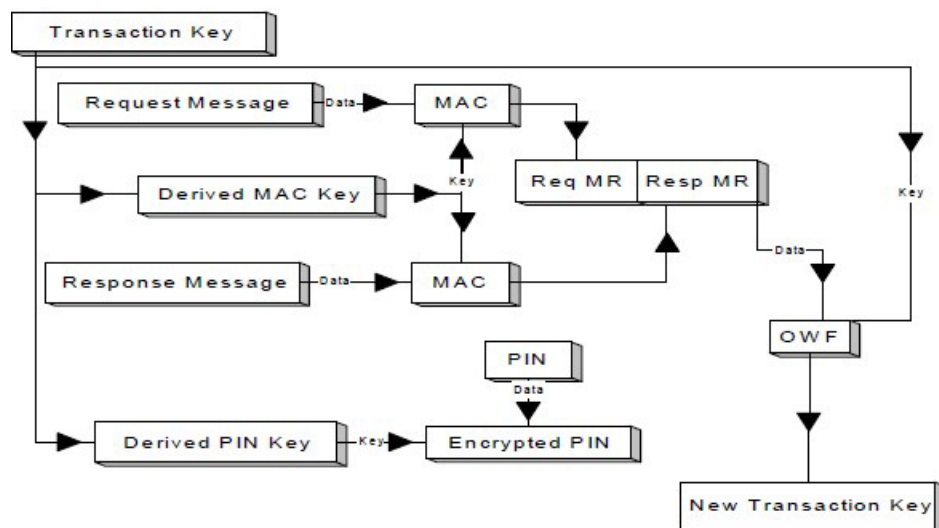 Transaction Key
Request Message
Data
MAC
Key
Req MR
Resp MR
Key
Derived MAC Key
Data
Response Message
Data
MAC
OWF
PIN
Data
Derived PIN Key
Key
Encrypted PIN
New Transaction Key